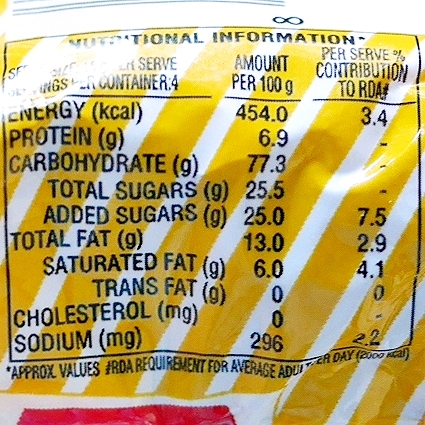 8
NUTRITIONAL INFORMATION*
PER SERVE
CONTAINER:4
AMOUNT
PER 100 g
PER SERVE %
CONTRIBUTION
TO RDA#
ENERGY (kcal) 454.0 3.4
PROTEIN (g) 6.9 -
CARBOHYDRATE (g) 77.3 -
TOTAL SUGARS (g) 25.5 -
ADDED SUGARS (g) 25.0 7.5
TOTAL FAT (g) 13.0 2.9
SATURATED FAT (g) 6.0 4.1
TRANS FAT (g) 0 0
CHOLESTEROL (mg) 0 -
SODIUM (mg) 296 2.2
*APPROX. VALUES #RDA REQUIREMENT FOR AVERAGE ADULT PER DAY (2000 kcal)